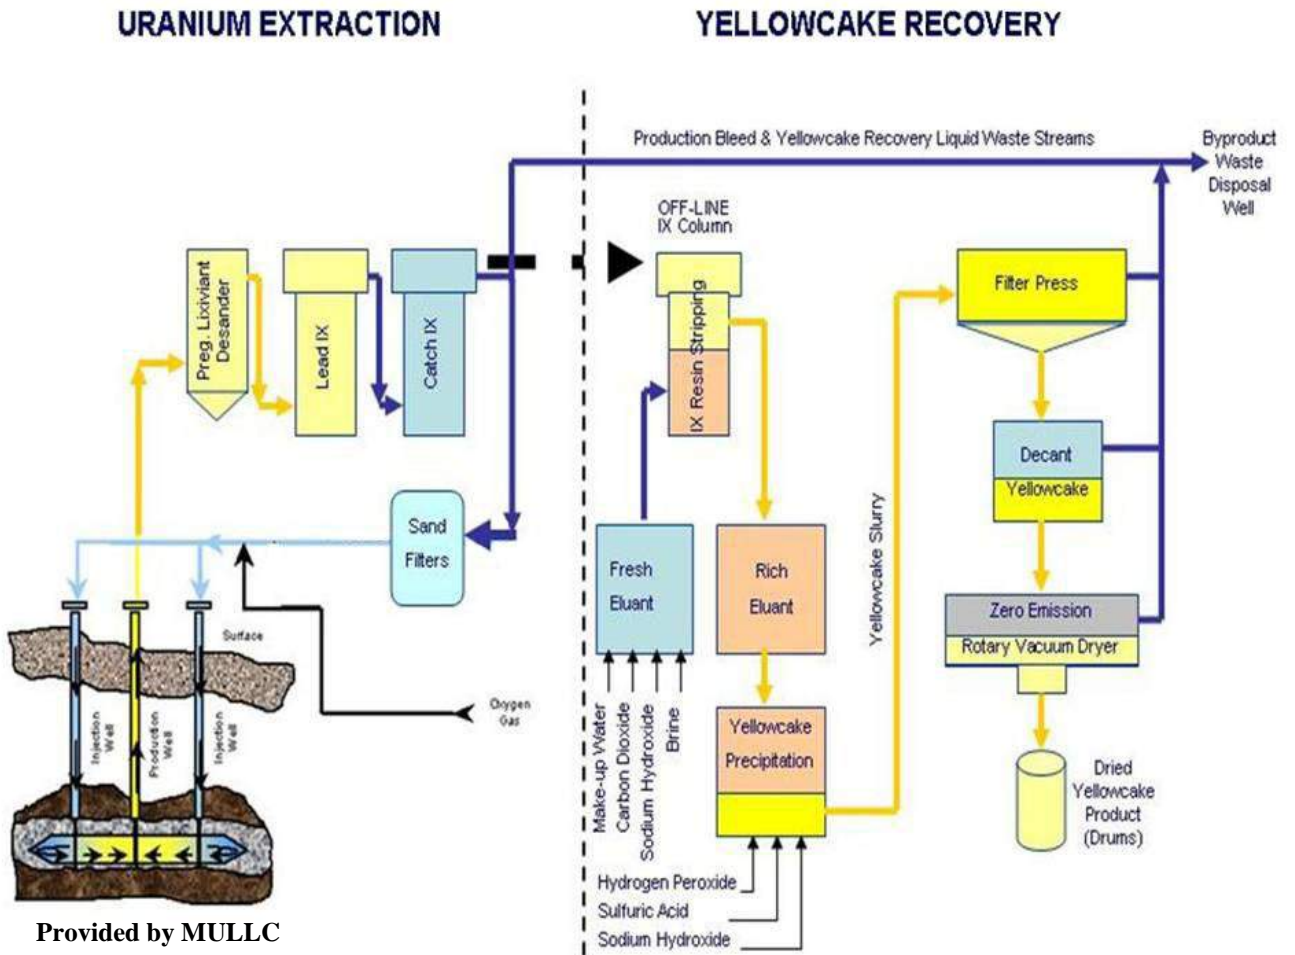 URANIUM EXTRACTION
YELLOWCAKE RECOVERY
Production Bleed & Yellowcake Recovery Liquid Waste Streams
Byproduct
Waste
Disposal
Well
OFF-LINE
IX Column
Preg. Lixiviant
Desander
Lead IX
Catch IX
IX Resin Stripping
Filter Press
Decant
Yellowcake
Sand
Filters
Fresh
Eluant
Rich
Eluant
Yellowcake Slurry
Zero Emission
Rotary Vacuum Dryer
Surface
Oxygen
Gas
Injection
Well
Production
Well
Injection
Well
Make-up Water
Carbon Dioxide
Sodium Hydroxide
Brine
Yellowcake
Precipitation
Dried
Yellowcake
Product
(Drums)
Hydrogen Peroxide
Sulfuric Acid
Sodium Hydroxide
Provided by MULLC